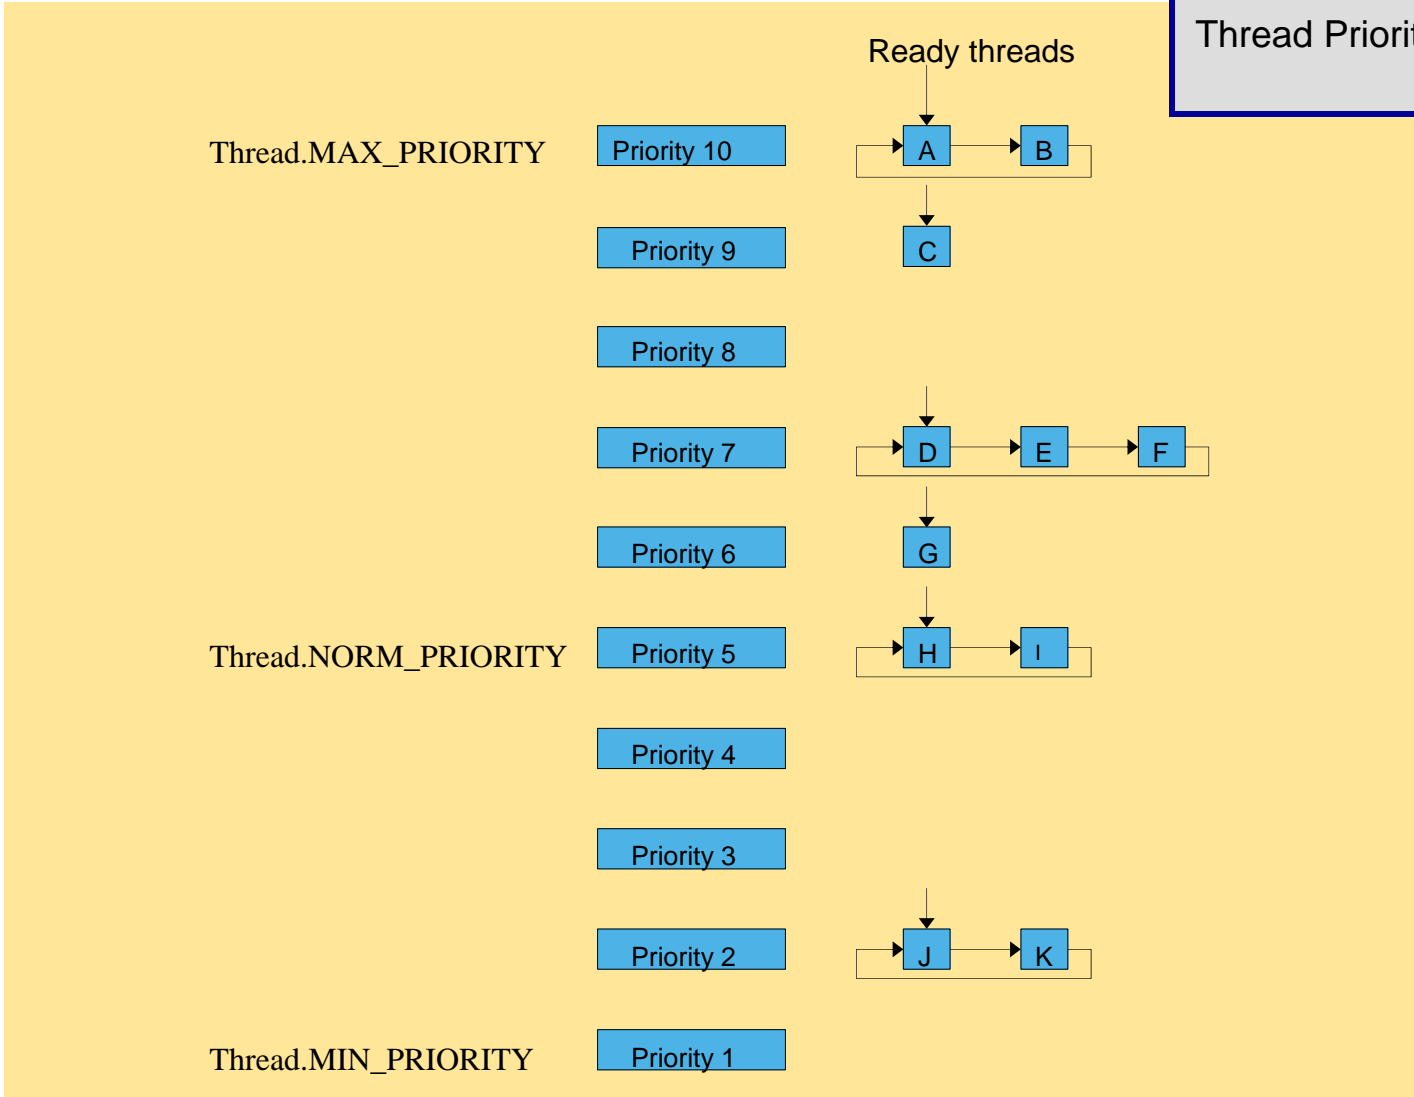 Thread Priorit
Ready threads
Thread.MAX_PRIORITY Priority 10 A B
Priority 9 C
Priority 8
Priority 7 D E F
Priority 6 G
Thread.NORM_PRIORITY Priority 5 H I
Priority 4
Priority 3
Priority 2 J K
Thread.MIN_PRIORITY Priority 1